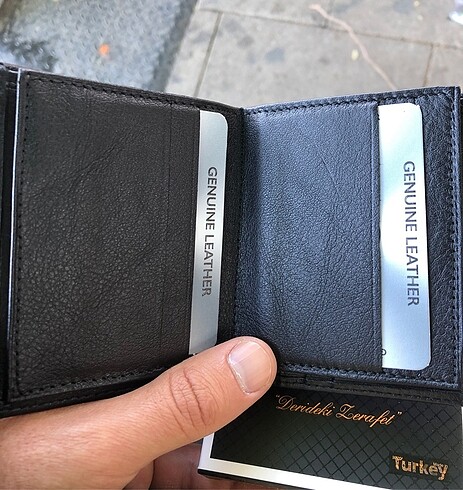 GENUINE LEATHER
GENUINE LEATHER
"Derideki Zerafet"
Turkey